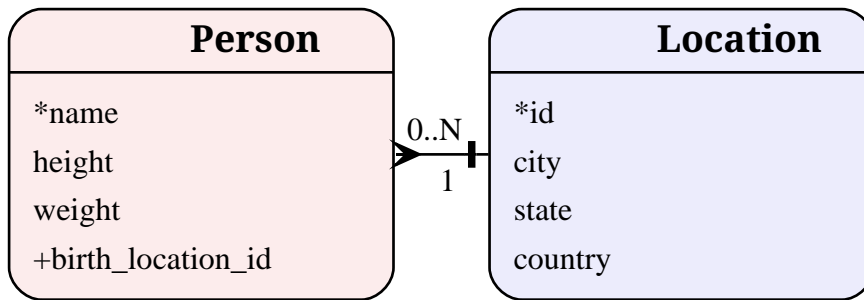 Person
*name
height
weight
+birth_location_id
0..N
1
Location
*id
city
state
country